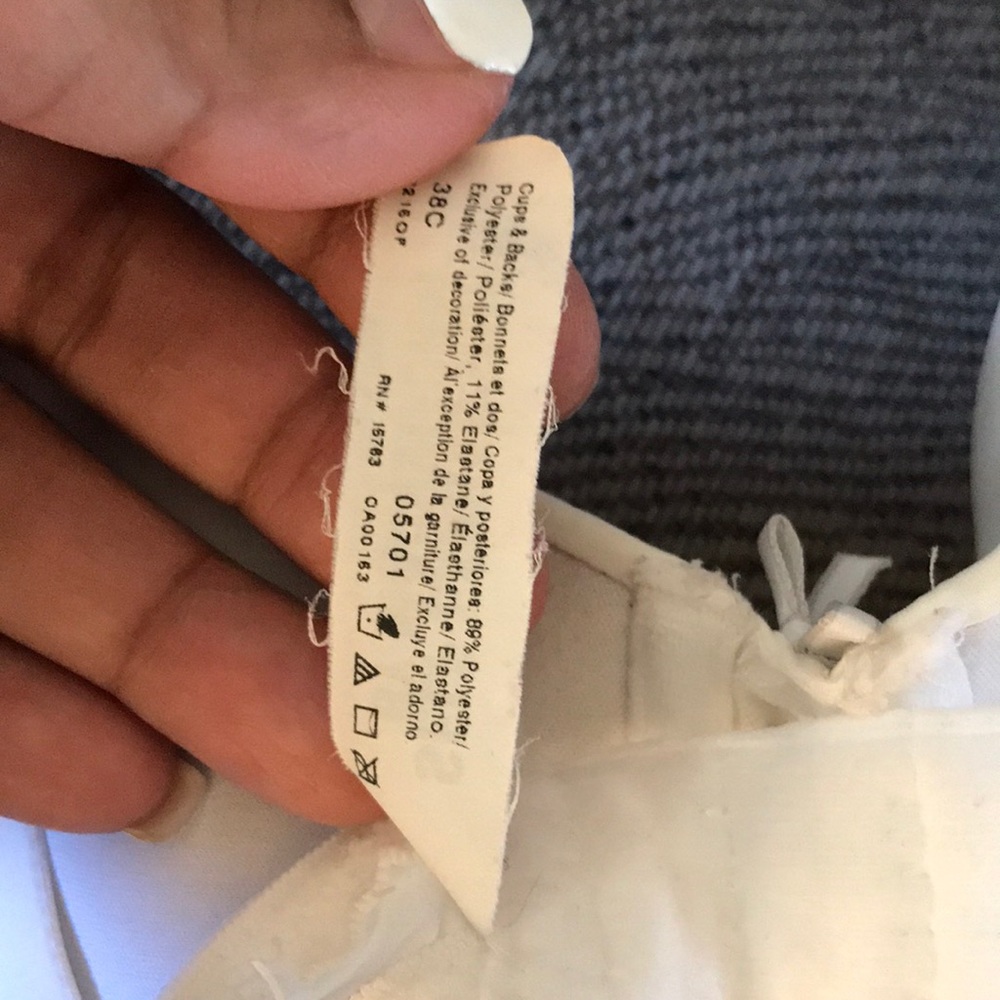 Cups & Backs/ Bonnets et dos/ Copa y posteriores: 89% Polyester/
Polyester/ Poliéster, 11% Elastane/ Élasthanne/ Elastano.
Exclusive of decoration/ Àl'exception de la garniture/ Excluye el adorno
38C
05701
RN# 15763 CA00163